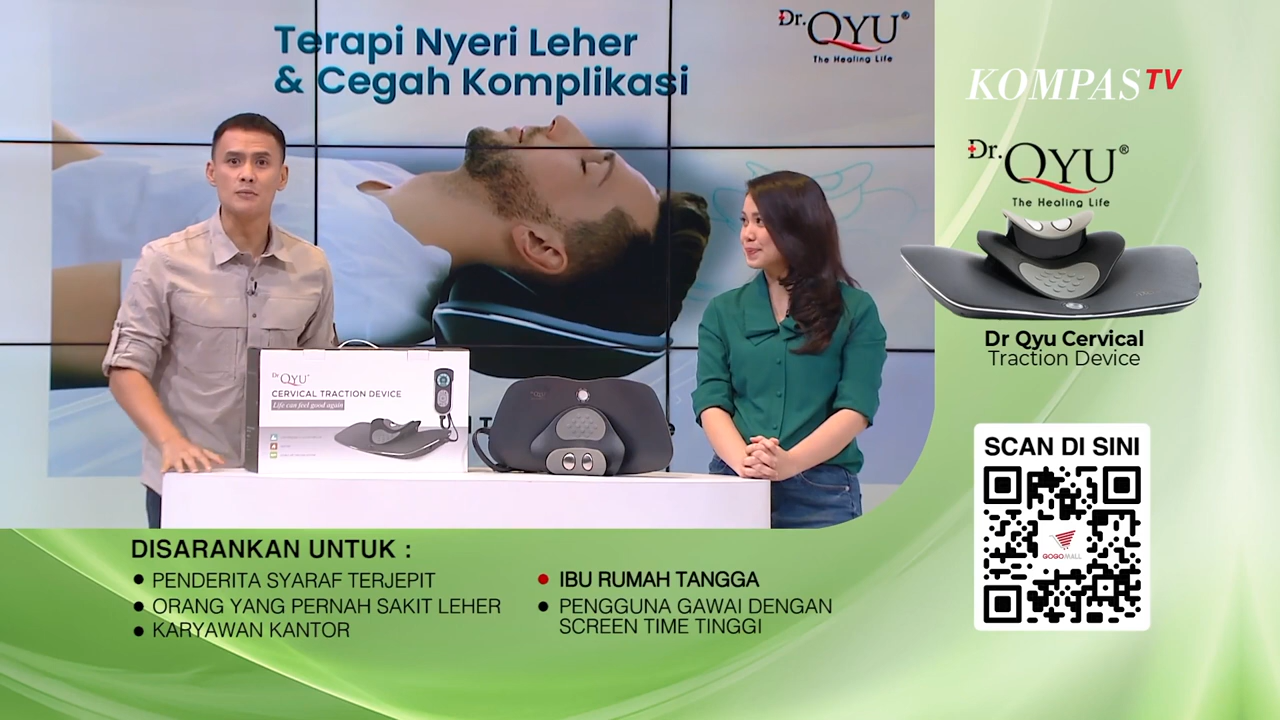 Terapi Nyeri Leher
& Cegah Komplikasi
Dr. QYU®
The Healing Life
KOMPAS TV
Dr. QYU®
The Healing Life
Dr Qyu Cervical
Traction Device
Dr QYU®
CERVICAL TRACTION DEVICE
Life can feel good again
SCAN DI SINI
GOGOMALL
DISARANKAN UNTUK :
● PENDERITA SYARAF TERJEPIT
● ORANG YANG PERNAH SAKIT LEHER
● KARYAWAN KANTOR
● IBU RUMAH TANGGA
● PENGGUNA GAWAI DENGAN
SCREEN TIME TINGGI